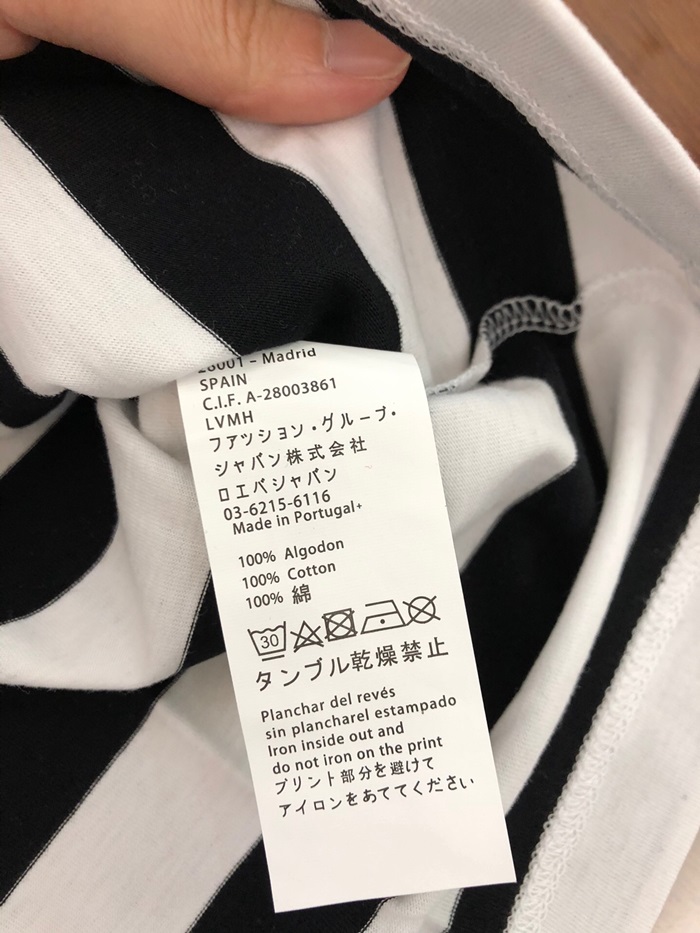 28001 – Madrid
SPAIN
C.I.F. A-28003861
LVMH
ファッション・グループ・
ジャパン株式会社
ロエベジャパン
03-6215-6116
Made in Portugal+
100% Algodon
100% Cotton
100% 綿
30
タンブル乾燥禁止
Planchar del revés
sin plancharel estampado
Iron inside out and
do not iron on the print
プリント部分を避けて
アイロンをあててください